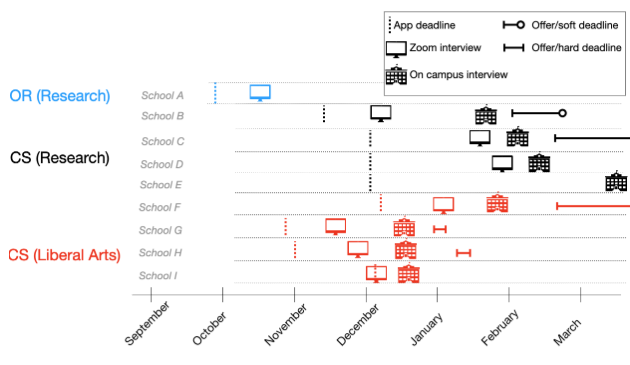 App deadline
Offer/soft deadline
Zoom interview
Offer/hard deadline
On campus interview
OR (Research)
School A
School B
School C
CS (Research)
School D
School E
School F
School G
CS (Liberal Arts)
School H
School I
September
October
November
December
January
February
March